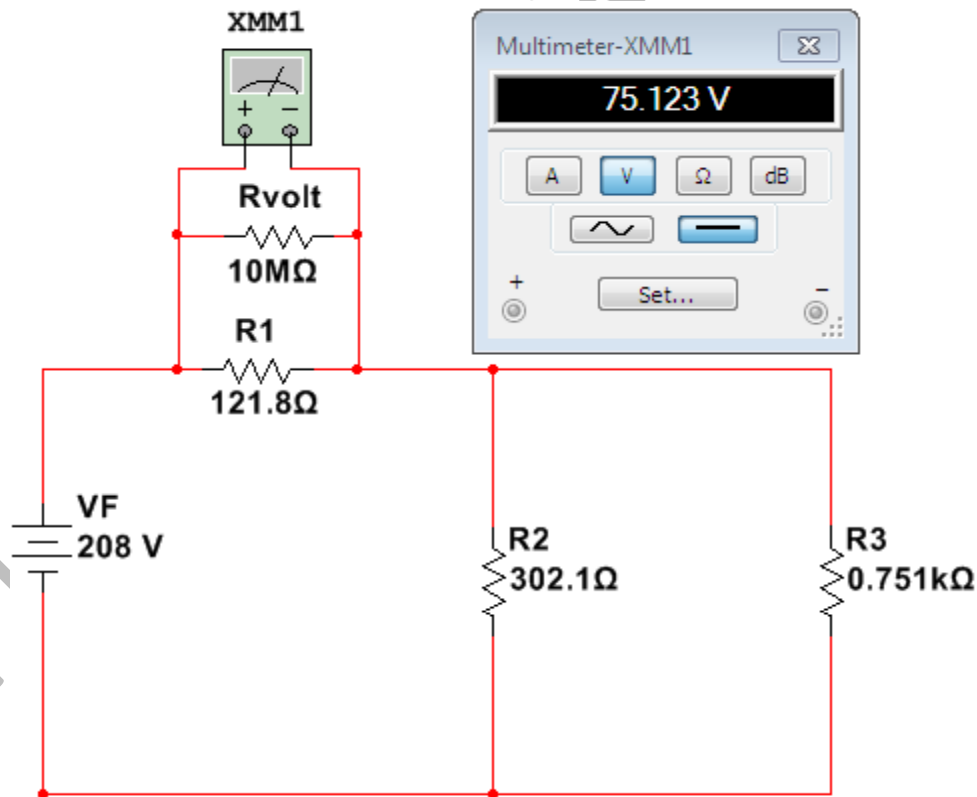 XMM1
Multimeter-XMM1
75.123 V
A V Ω dB
+ −
Set...
+ −
Rvolt
10MΩ
R1
121.8Ω
VF
208 V
R2
302.1Ω
R3
0.751kΩ